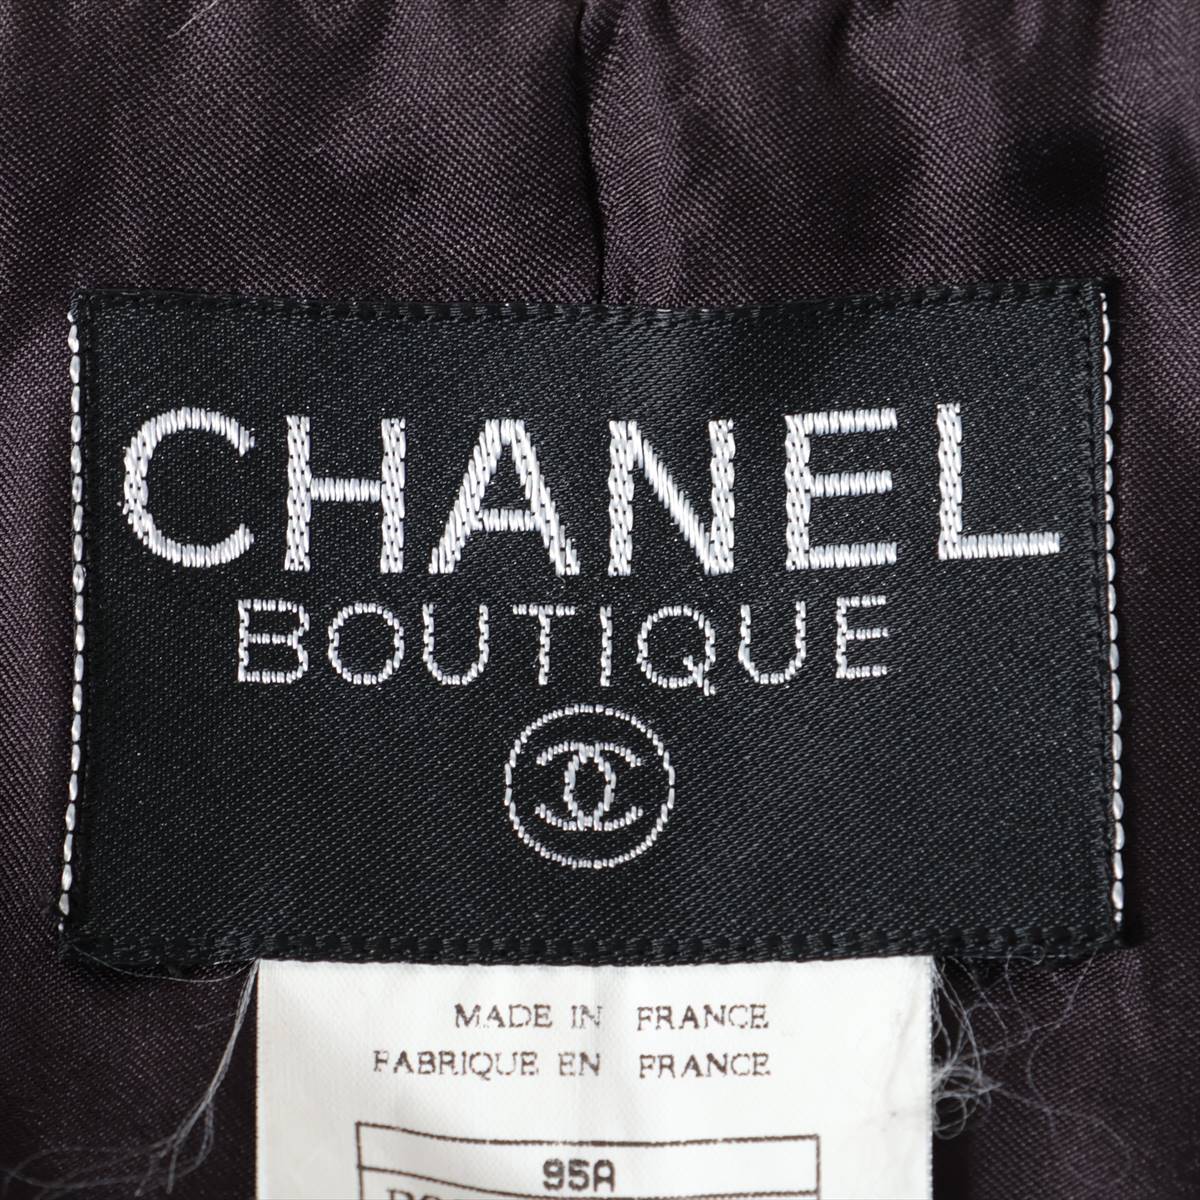 CHANEL
BOUTIQUE
MADE IN FRANCE
FABRIQUE EN FRANCE
95A